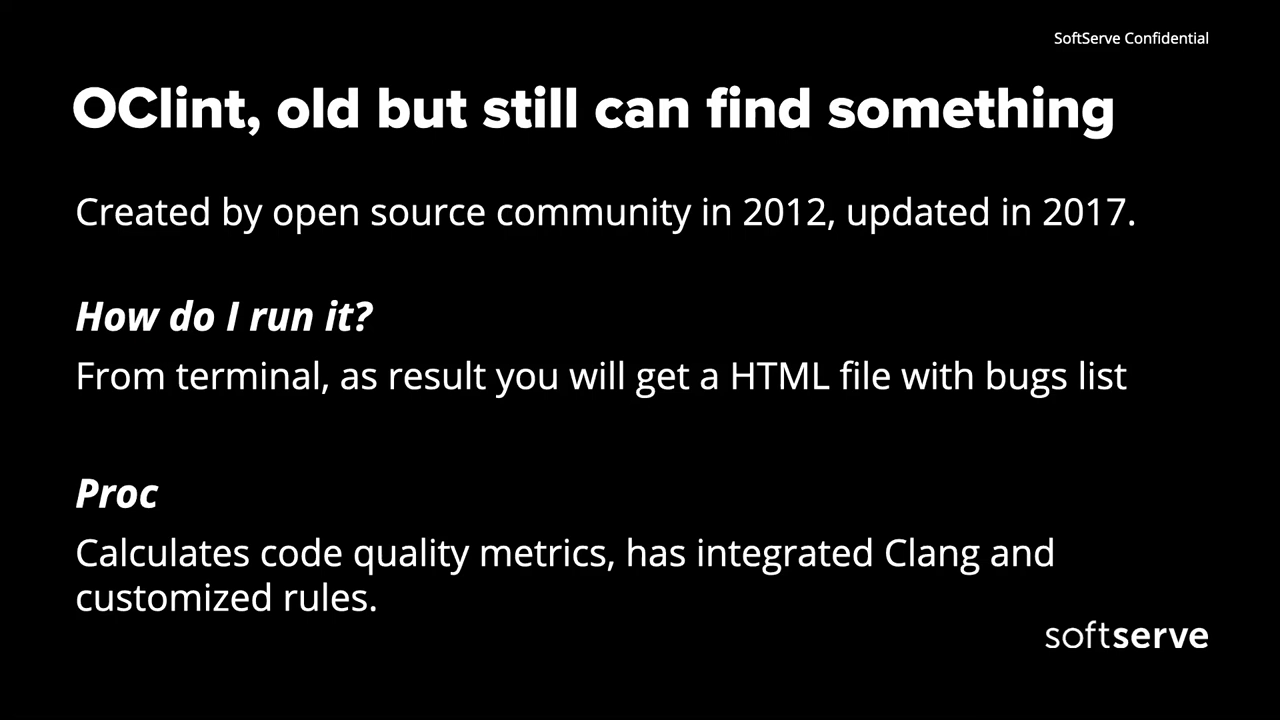 SoftServe Confidential
OClint, old but still can find something
Created by open source community in 2012, updated in 2017.
How do I run it?
From terminal, as result you will get a HTML file with bugs list
Proc
Calculates code quality metrics, has integrated Clang and
customized rules.
softserve